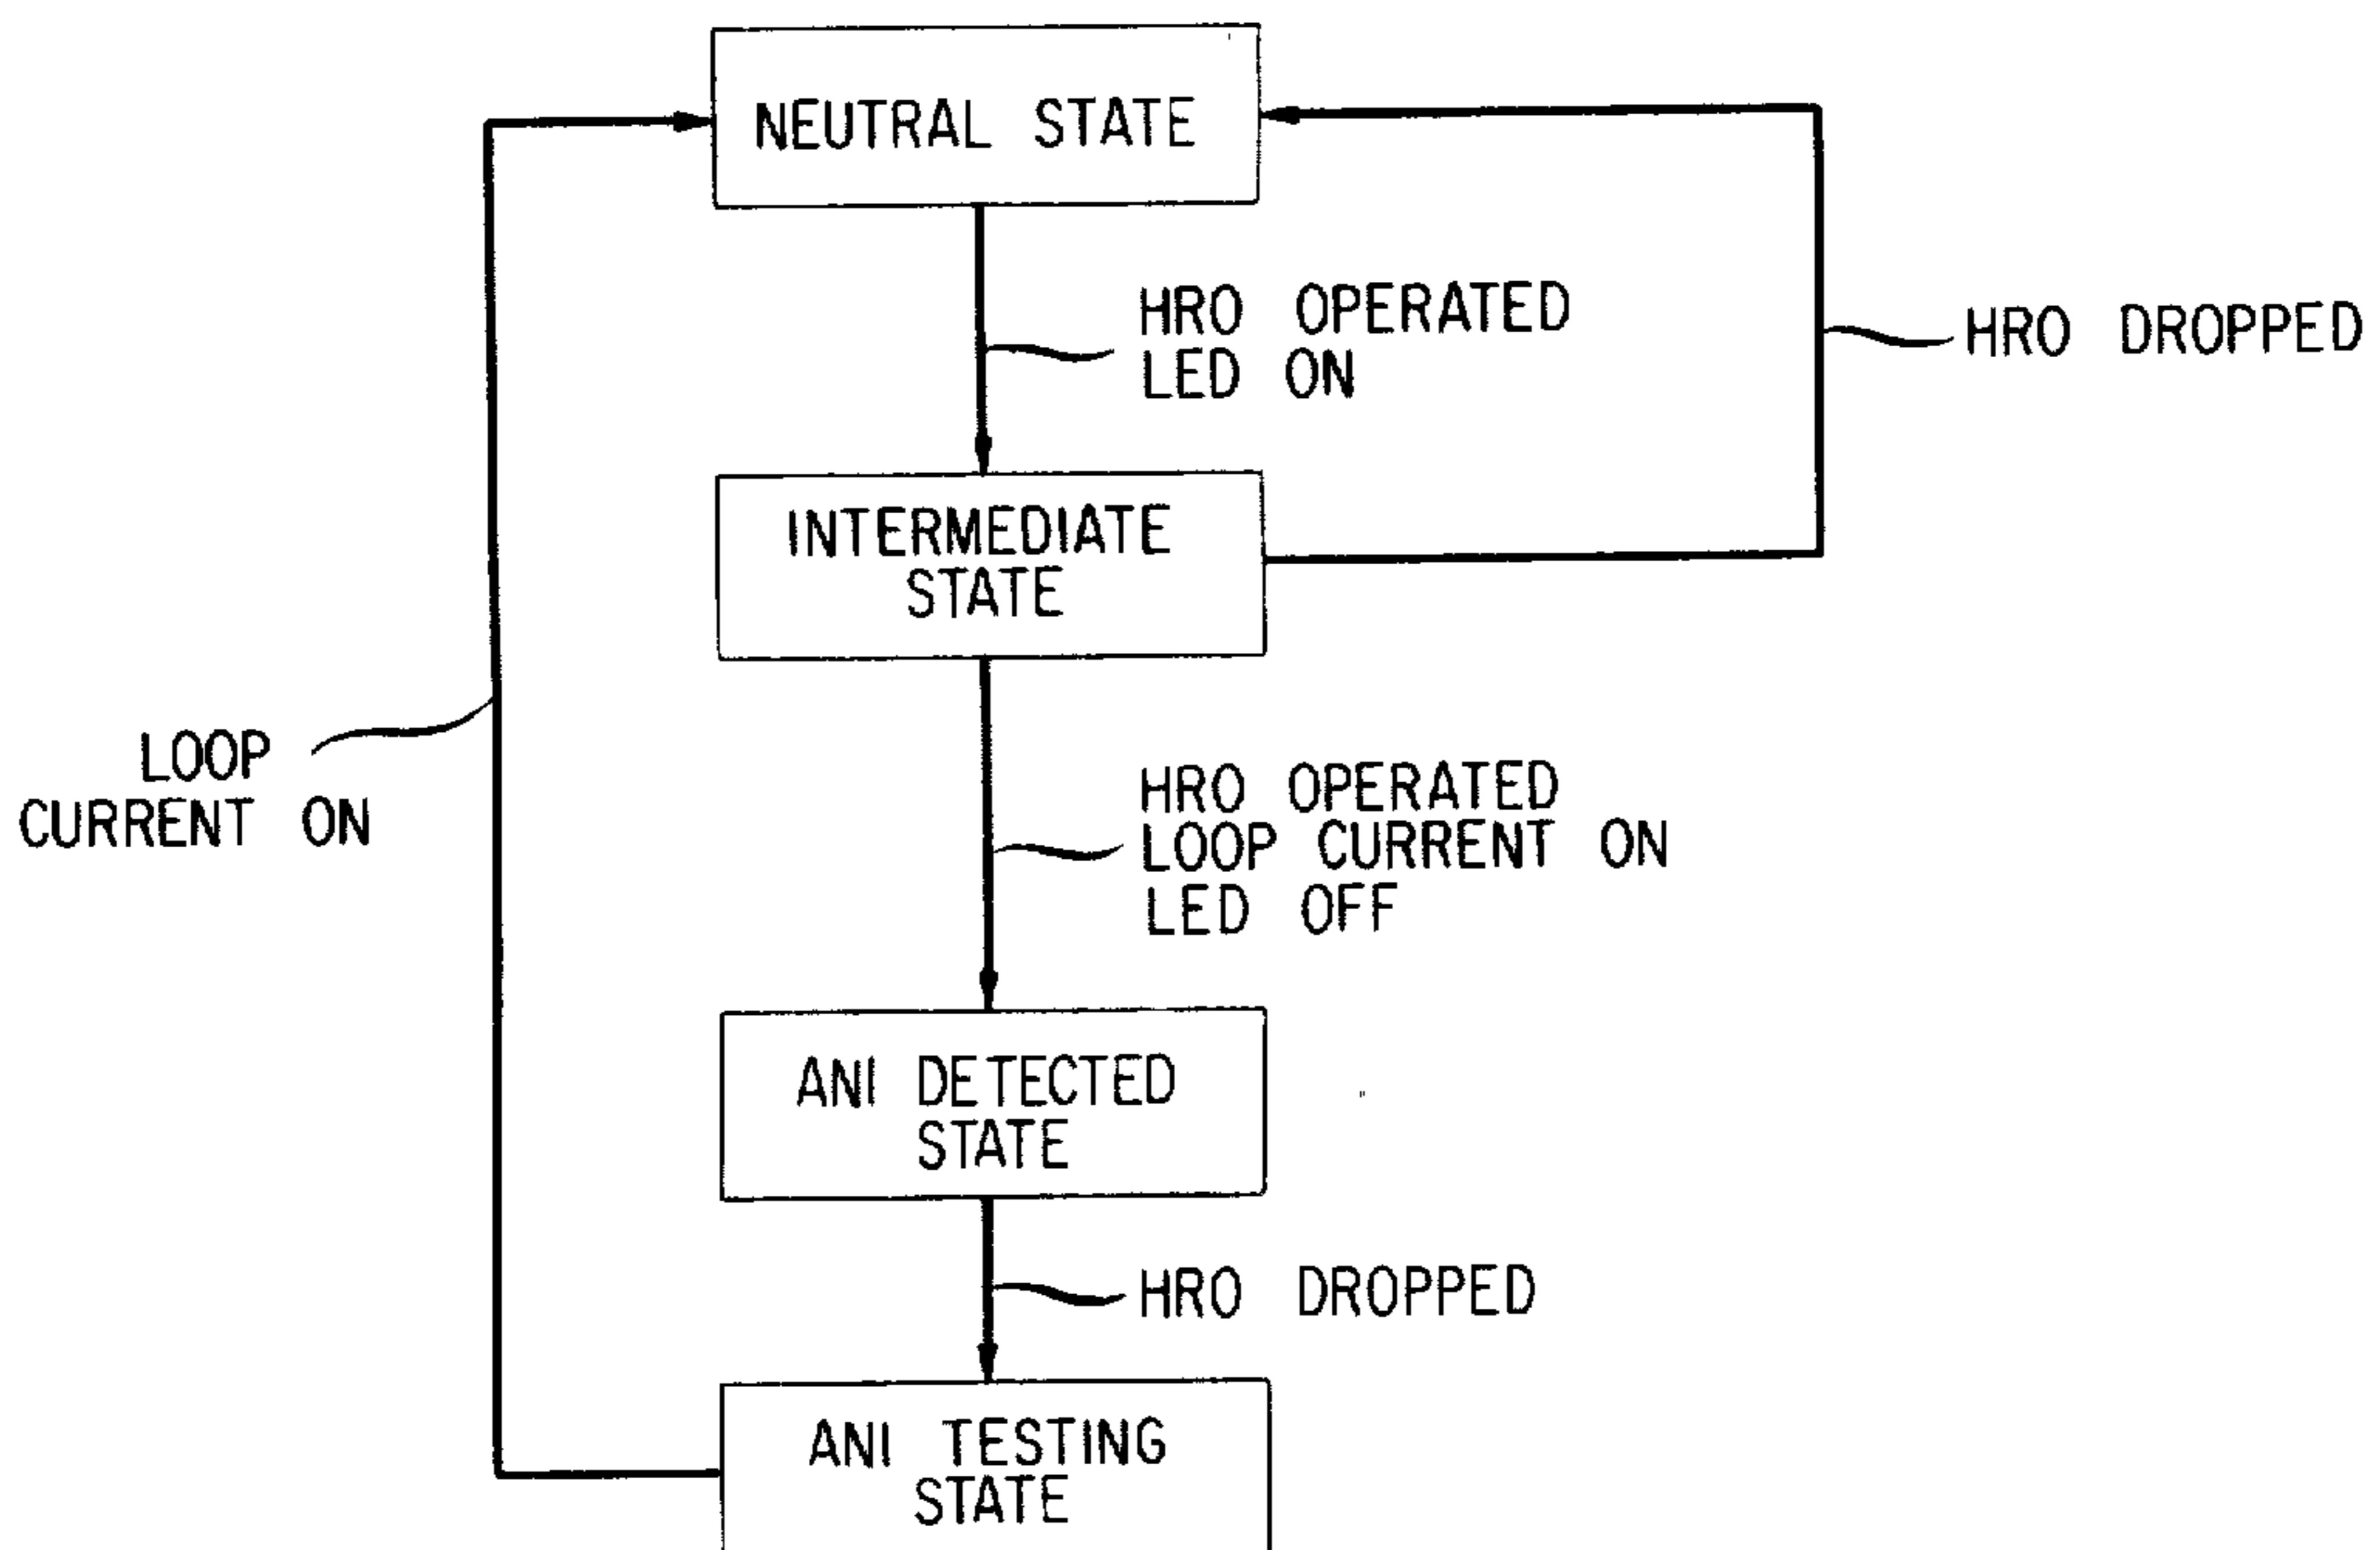 NEUTRAL STATE
HRO OPERATED
LED ON
HRO DROPPED
INTERMEDIATE
STATE
LOOP
CURRENT ON
HRO OPERATED
LOOP CURRENT ON
LED OFF
ANI DETECTED
STATE
HRO DROPPED
ANI TESTING
STATE